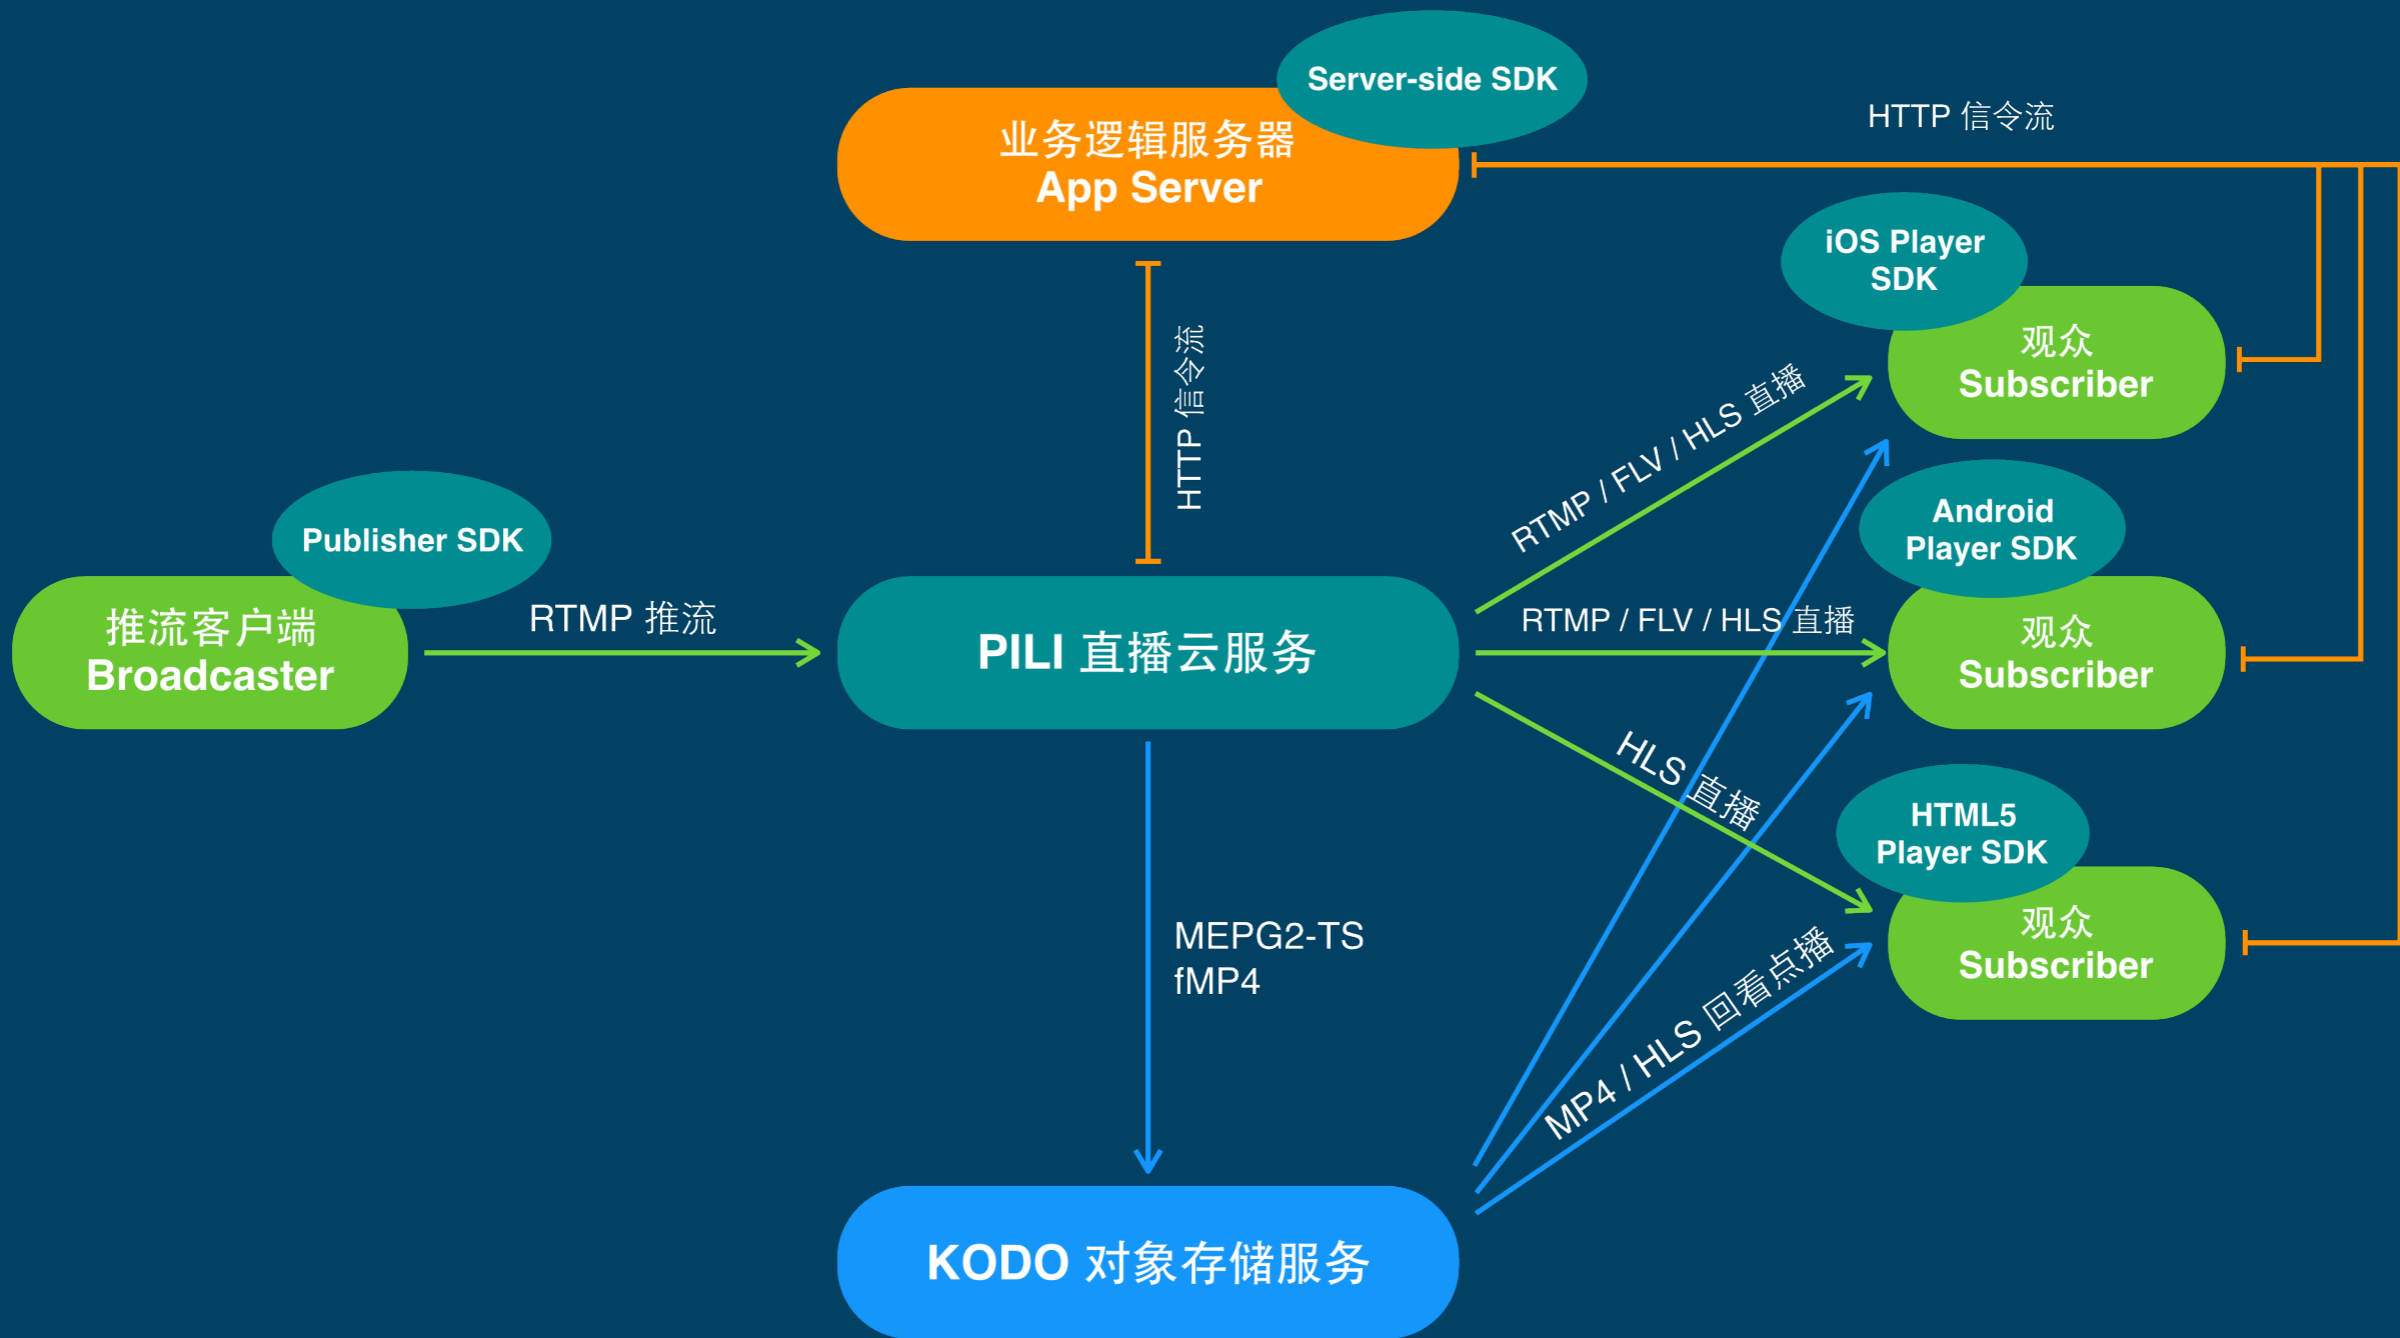 Server-side SDK
业务逻辑服务器
App Server
HTTP 信令流
iOS Player
SDK
观众
Subscriber
HTTP 信令流
RTMP / FLV / HLS 直播
Publisher SDK
推流客户端
Broadcaster
RTMP 推流
PILI 直播云服务
RTMP / FLV / HLS 直播
Android
Player SDK
观众
Subscriber
HLS 直播
HTML5
Player SDK
观众
Subscriber
MEPG2-TS
fMP4
MP4 / HLS 回看点播
KODO 对象存储服务